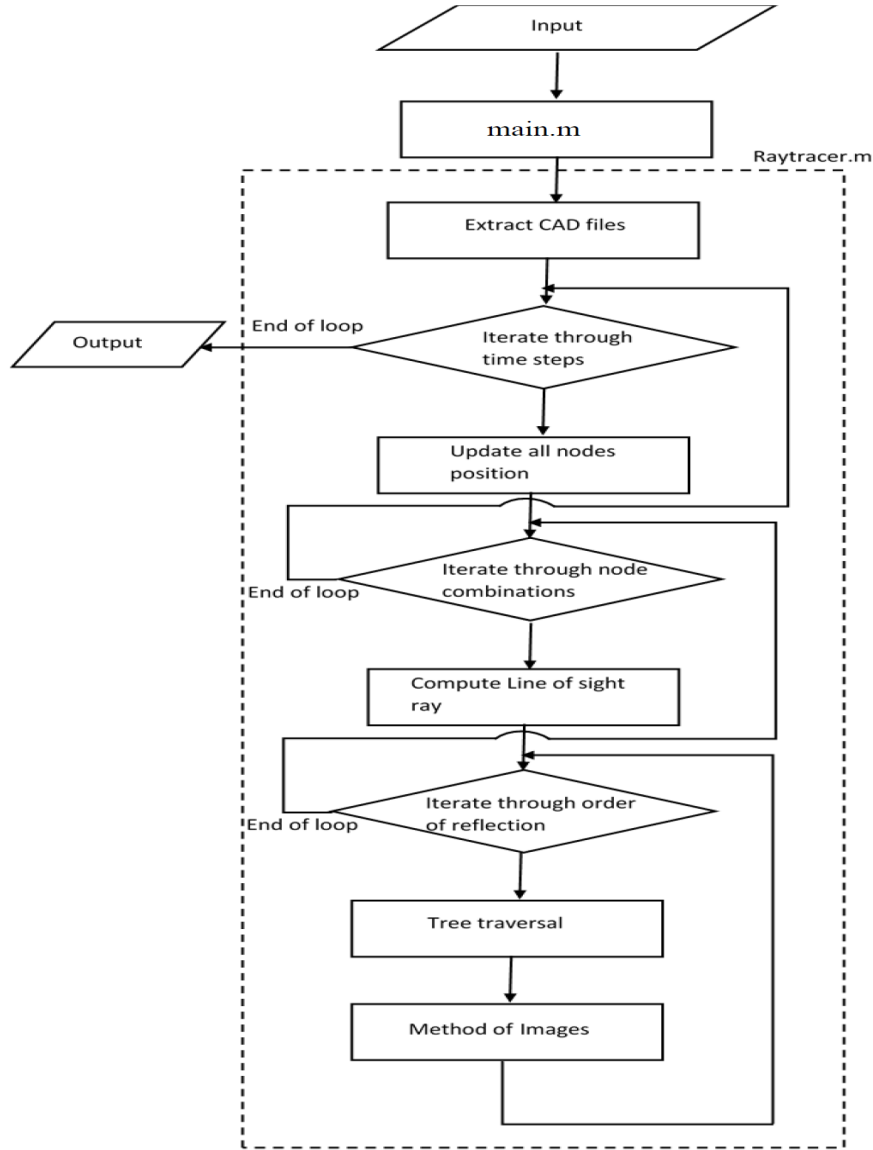 Input
main.m
Raytracer.m
Extract CAD files
End of loop
Output
Iterate through
time steps
Update all nodes
position
Iterate through node
combinations
End of loop
Compute Line of sight
ray
Iterate through order
of reflection
End of loop
Tree traversal
Method of Images